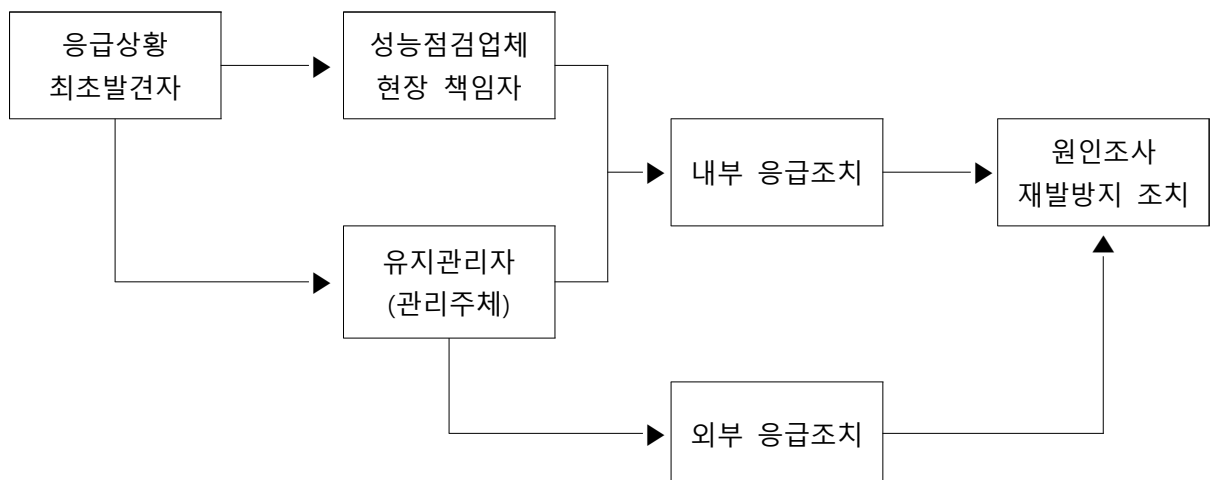 응급상황
최초발견자
성능점검업체
현장 책임자
내부 응급조치
원인조사
재발방지 조치
유지관리자
(관리주체)
외부 응급조치